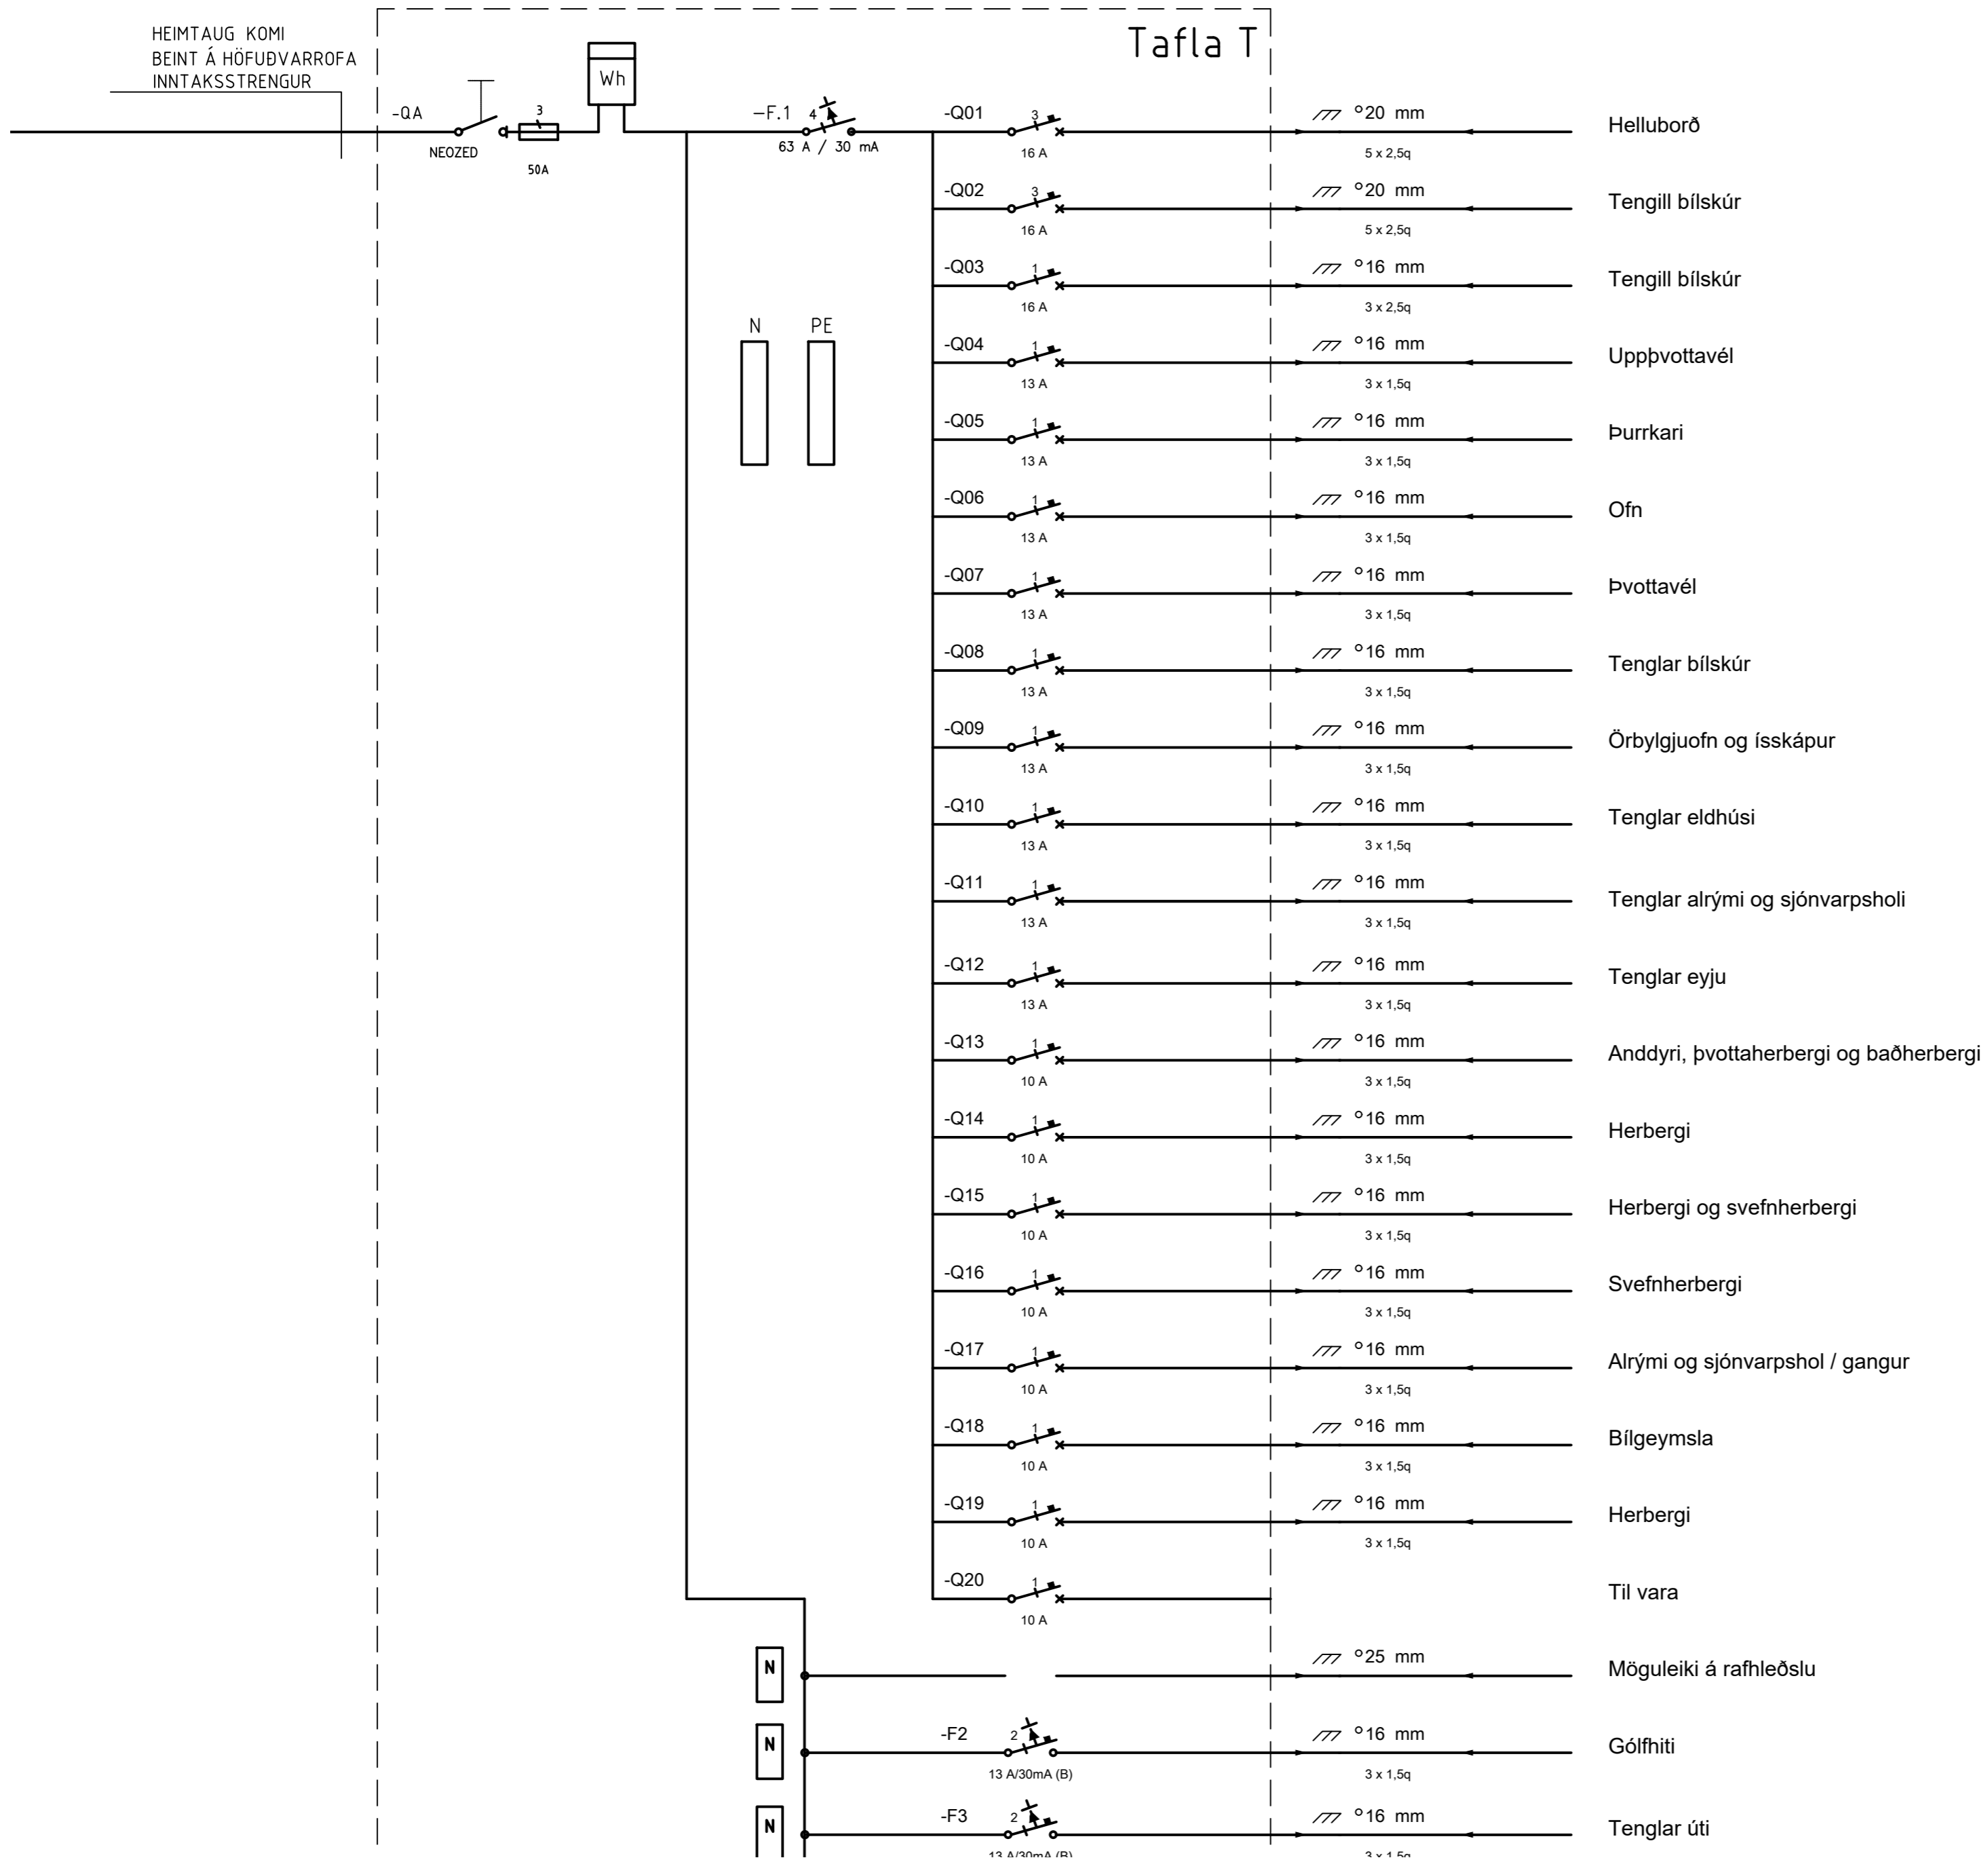 HEIMTAUG KOMI
BEINT Á HÖFUÐVARROFA
INNTAKSSTRENGUR
Tafla T
-QA
NEOZED
3
50A
Wh
-F.1
4
63 A / 30 mA
N
PE
-Q01
3
16 A
°20 mm
5 x 2,5q
Helluborð
-Q02
3
16 A
°20 mm
5 x 2,5q
Tengill bílskúr
-Q03
1
16 A
°16 mm
3 x 2,5q
Tengill bílskúr
-Q04
1
13 A
°16 mm
3 x 1,5q
Uppþvottavél
-Q05
1
13 A
°16 mm
3 x 1,5q
Þurrkari
-Q06
1
13 A
°16 mm
3 x 1,5q
Ofn
-Q07
1
13 A
°16 mm
3 x 1,5q
Þvottavél
-Q08
1
13 A
°16 mm
3 x 1,5q
Tenglar bílskúr
-Q09
1
13 A
°16 mm
3 x 1,5q
Örbylgjuofn og ísskápur
-Q10
1
13 A
°16 mm
3 x 1,5q
Tenglar eldhúsi
-Q11
1
13 A
°16 mm
3 x 1,5q
Tenglar alrými og sjónvarpsholi
-Q12
1
13 A
°16 mm
3 x 1,5q
Tenglar eyju
-Q13
1
10 A
°16 mm
3 x 1,5q
Anddyri, þvottaherbergi og baðherbergi
-Q14
1
10 A
°16 mm
3 x 1,5q
Herbergi
-Q15
1
10 A
°16 mm
3 x 1,5q
Herbergi og svefnherbergi
-Q16
1
10 A
°16 mm
3 x 1,5q
Svefnherbergi
-Q17
1
10 A
°16 mm
3 x 1,5q
Alrými og sjónvarpshol / gangur
-Q18
1
10 A
°16 mm
3 x 1,5q
Bílgeymsla
-Q19
1
10 A
°16 mm
3 x 1,5q
Herbergi
-Q20
1
10 A
Til vara
N
°25 mm
Möguleiki á rafhleðslu
N
-F2
2
13 A/30mA (B)
°16 mm
3 x 1,5q
Gólfhiti
N
-F3
2
13 A/30mA (B)
°16 mm
3 x 1,5q
Tenglar úti